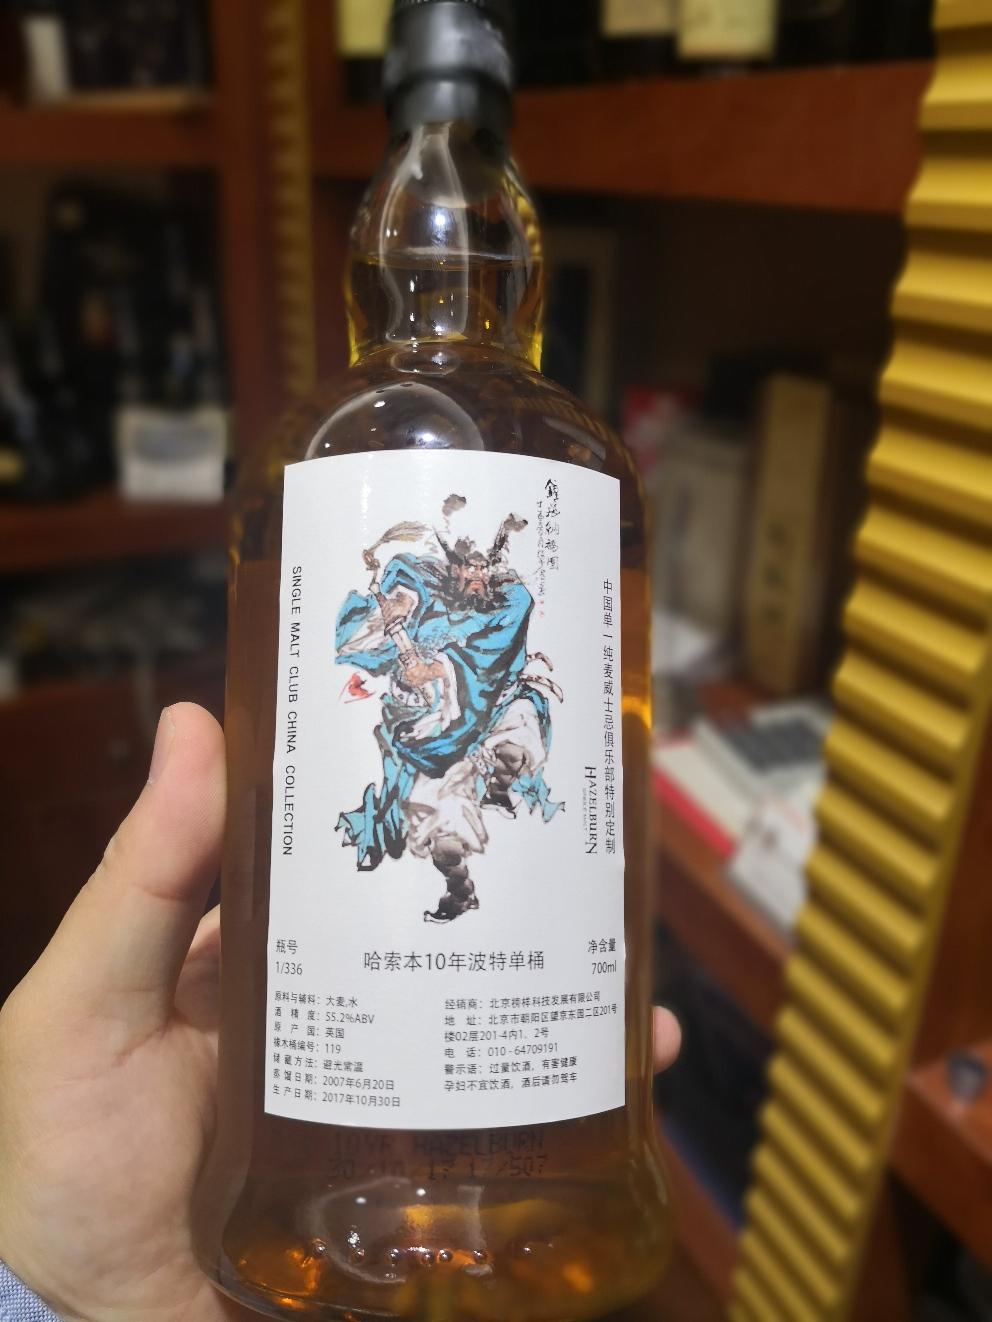 鍾馗納福圖
SINGLE MALT CLUB CHINA COLLECTION
中国单一纯麦威士忌俱乐部特别定制
HAZELBURN
SINGLE MALT
瓶号
1/336
哈索本10年波特单桶
净含量
700ml
原料与辅料：大麦,水
酒 精 度：55.2%ABV
原 产 国：英国
橡木桶编号：119
储藏方法：避光常温
蒸馏日期：2007年6月20日
生产日期：2017年10月30日
经销商：北京榜样科技发展有限公司
地 址：北京市朝阳区望京东园二区201号
楼02层201-4内1、2号
电 话：010-64709191
警示语：过量饮酒，有害健康
孕妇不宜饮酒，酒后请勿驾车
10YR HAZELBURN
30 10 17 17/507